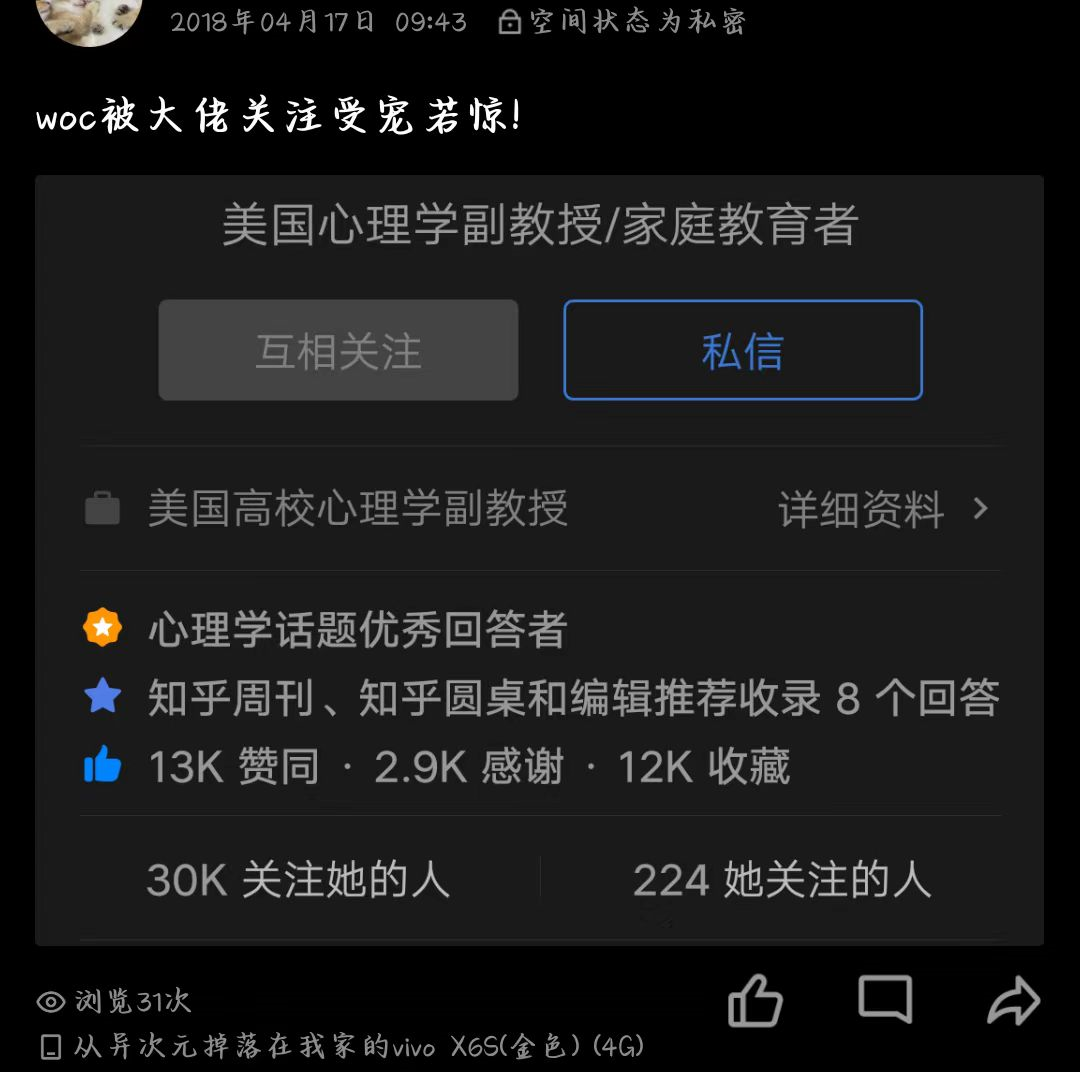 2018年04月17日 09:43 空间状态为私密
woc被大佬关注受宠若惊!
美国心理学副教授/家庭教育者
互相关注 私信
美国高校心理学副教授 详细资料 >
心理学话题优秀回答者
知乎周刊、知乎圆桌和编辑推荐收录 8 个回答
13K 赞同 · 2.9K 感谢 · 12K 收藏
30K 关注她的人 224 她关注的人
浏览31次
从异次元掉落在我家的vivo X6S(金色) (4G)